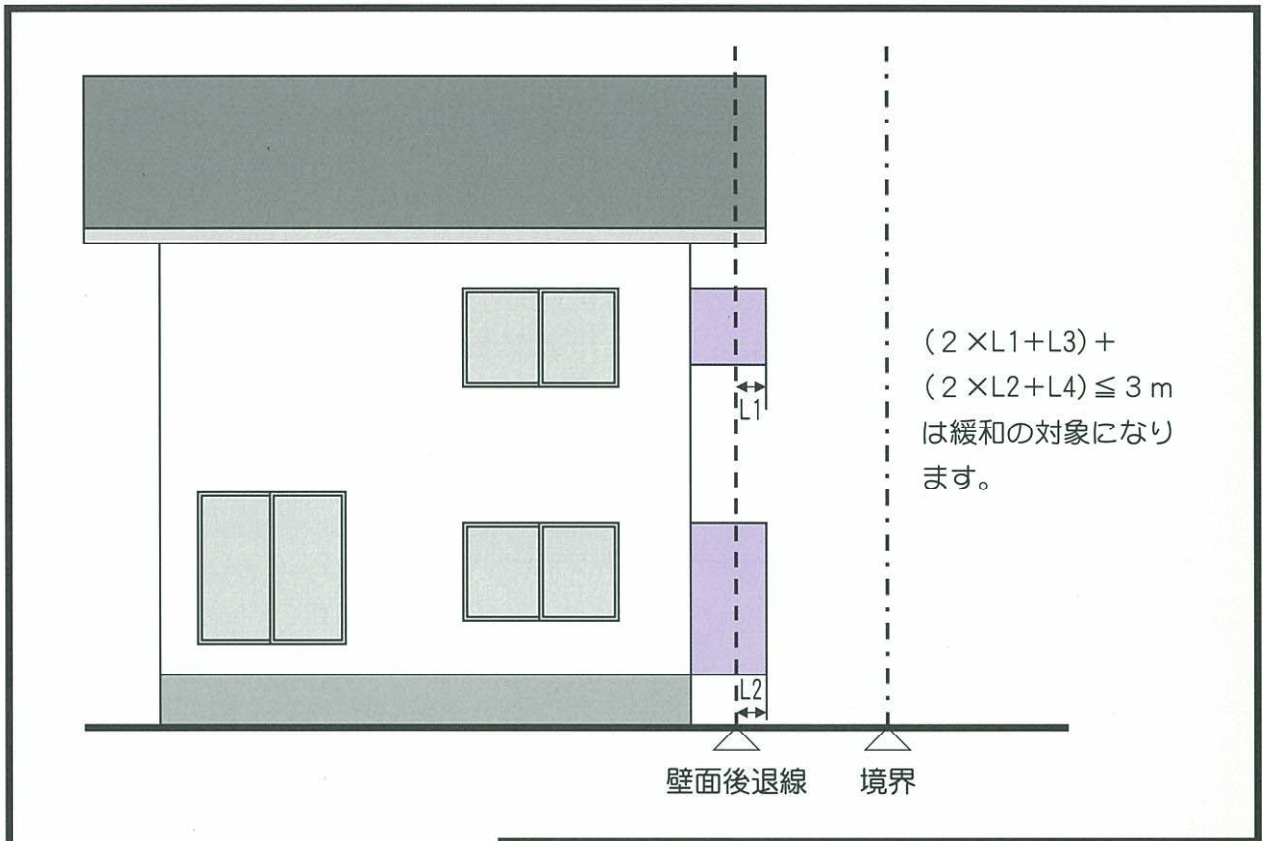 (2×L1+L3)+
(2×L2+L4)≦3m
は緩和の対象になり
ます。
L1
L2
壁面後退線 境界